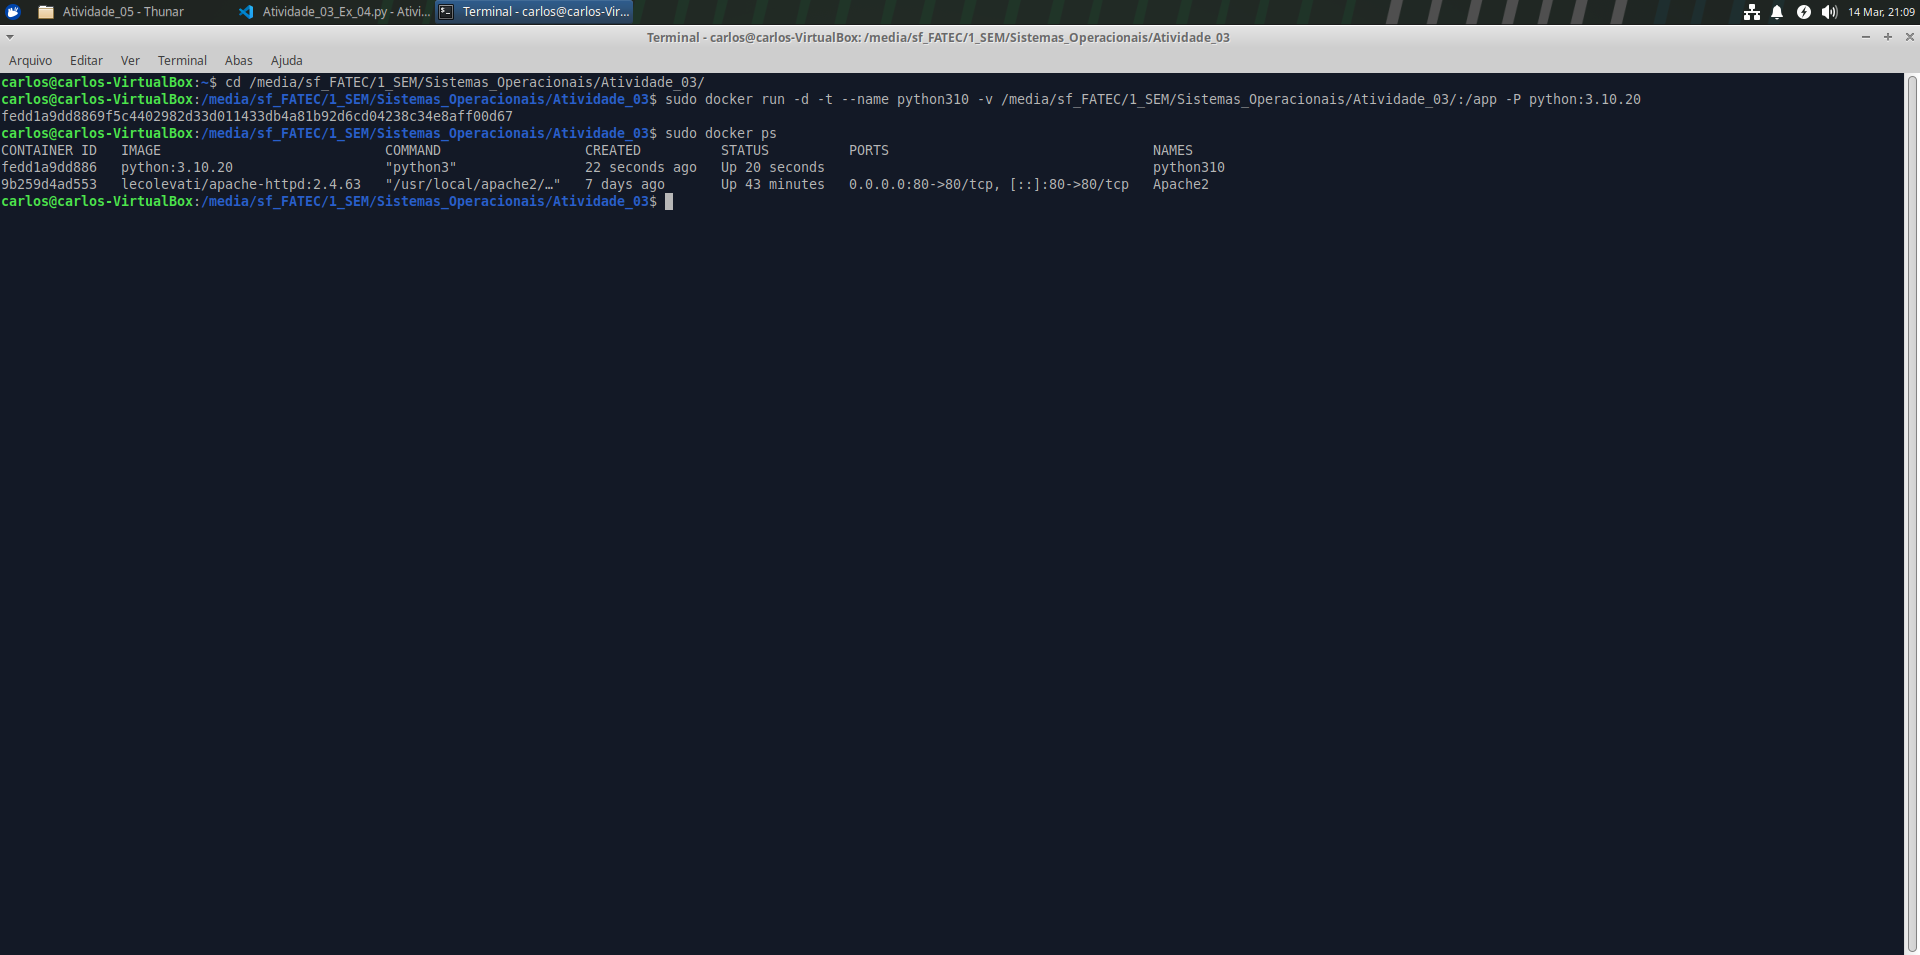 Atividade_05 - Thunar
Atividade_03_Ex_04.py - Ativi...
Terminal - carlos@carlos-Vir...
14 Mar, 21:09
Terminal - carlos@carlos-VirtualBox: /media/sf_FATEC/1_SEM/Sistemas_Operacionais/Atividade_03
Arquivo Editar Ver Terminal Abas Ajuda
carlos@carlos-VirtualBox:~$ cd /media/sf_FATEC/1_SEM/Sistemas_Operacionais/Atividade_03/
carlos@carlos-VirtualBox:/media/sf_FATEC/1_SEM/Sistemas_Operacionais/Atividade_03$ sudo docker run -d -t --name python310 -v /media/sf_FATEC/1_SEM/Sistemas_Operacionais/Atividade_03/:/app -P python:3.10.20
fedd1a9dd8869f5c4402982d33d011433db4a81b92d6cd04238c34e8aff00d67
carlos@carlos-VirtualBox:/media/sf_FATEC/1_SEM/Sistemas_Operacionais/Atividade_03$ sudo docker ps
CONTAINER ID   IMAGE                            COMMAND                  CREATED          STATUS          PORTS                                 NAMES
fedd1a9dd886   python:3.10.20                   "python3"                22 seconds ago   Up 20 seconds                                         python310
9b259d4ad553   lecolevati/apache-httpd:2.4.63   "/usr/local/apache2/…"   7 days ago       Up 43 minutes   0.0.0.0:80->80/tcp, [::]:80->80/tcp   Apache2
carlos@carlos-VirtualBox:/media/sf_FATEC/1_SEM/Sistemas_Operacionais/Atividade_03$